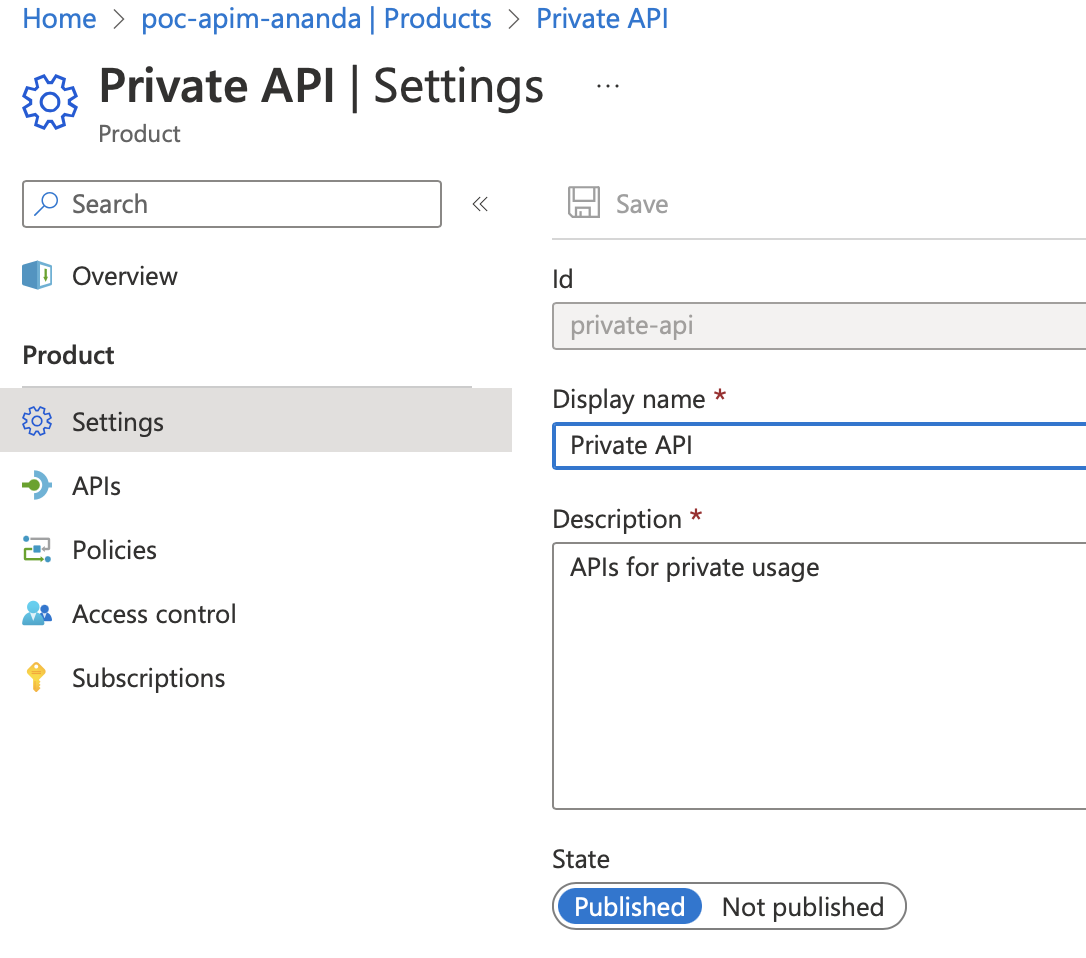 Home > poc-apim-ananda | Products > Private API
Private API | Settings ...
Product
Search «
Save
Overview
Product
Settings
APIs
Policies
Access control
Subscriptions
Id
private-api
Display name *
Private API
Description *
APIs for private usage
State
Published Not published